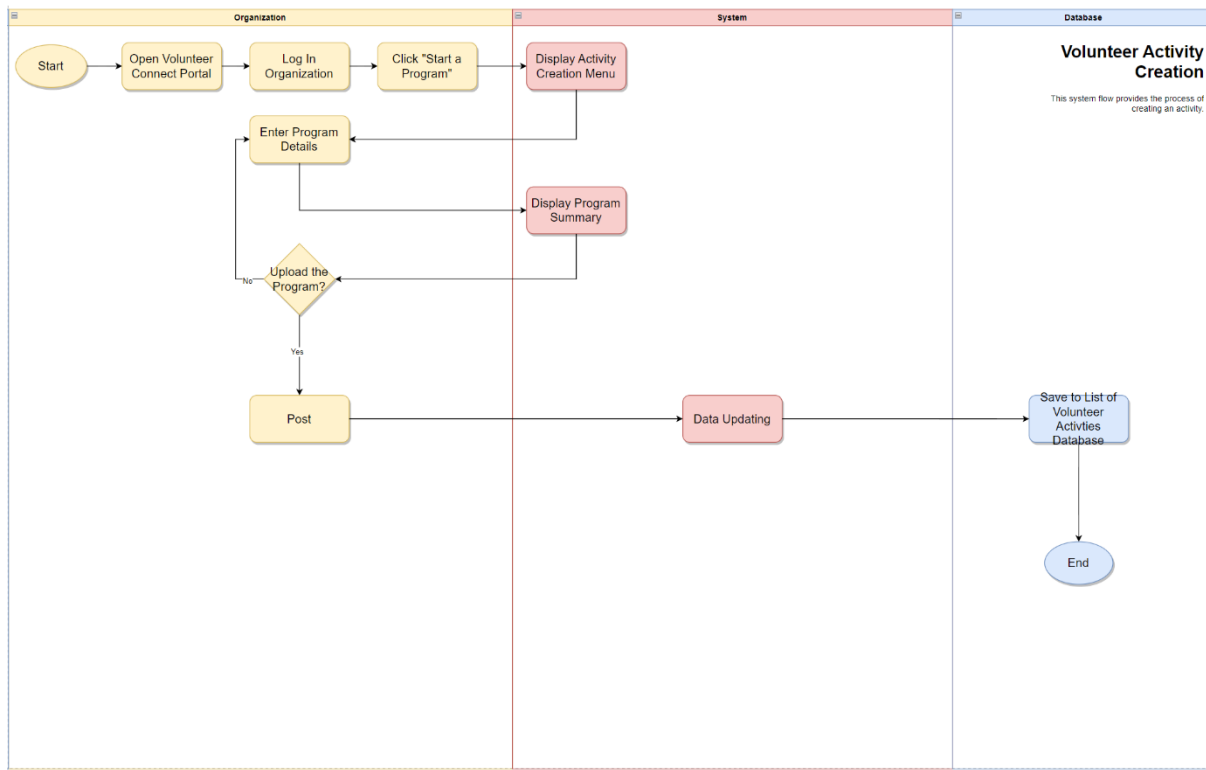 Organization
System
Database
Volunteer Activity
Creation
This system flow provides the process of
creating an activity.
Start
Open Volunteer
Connect Portal
Log In
Organization
Click "Start a
Program"
Display Activity
Creation Menu
Enter Program
Details
Display Program
Summary
Upload the
Program?
No
Yes
Post
Data Updating
Save to List of
Volunteer
Activties
Database
End